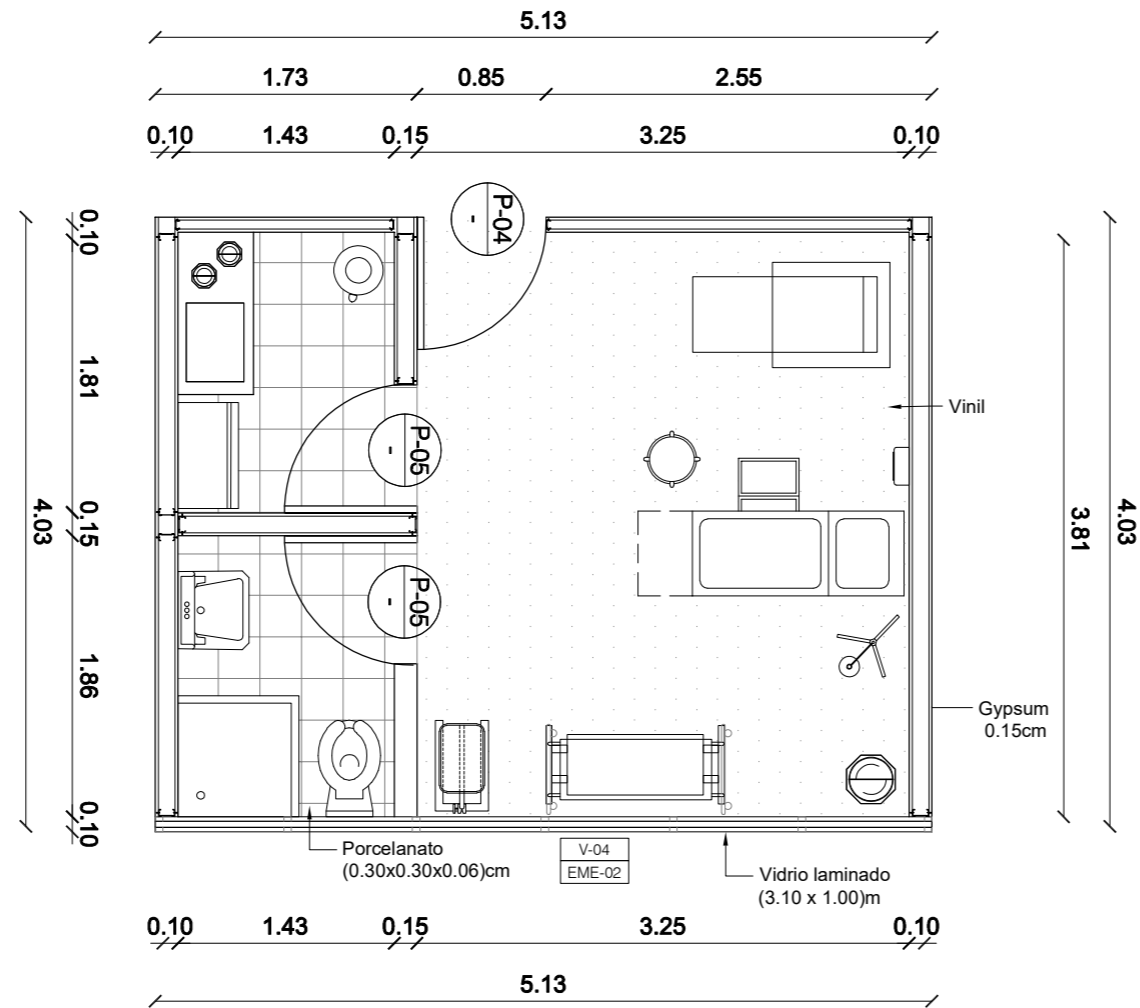 5.13
1.73 0.85 2.55
0.10 1.43 0.15 3.25 0.10
P-04
0.10
1.81
0.15
1.86
0.10
4.03
P-05
P-05
Vinil
3.81
4.03
Gypsum
0.15cm
Porcelanato
(0.30x0.30x0.06)cm
V-04
EME-02
Vidrio laminado
(3.10 x 1.00)m
0.10 1.43 0.15 3.25 0.10
5.13